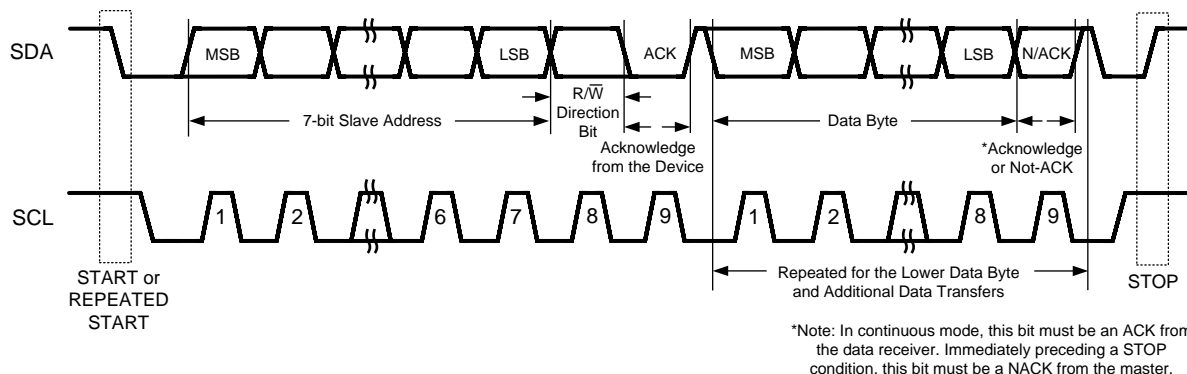 SDA
MSB
LSB
ACK
MSB
LSB
N/ACK
7-bit Slave Address
R/W̅
Direction
Bit
Acknowledge
from the Device
Data Byte
*Acknowledge
or Not-ACK
SCL
1
2
6
7
8
9
1
2
8
9
START or
REPEATED
START
Repeated for the Lower Data Byte
and Additional Data Transfers
STOP
*Note: In continuous mode, this bit must be an ACK from
the data receiver. Immediately preceding a STOP
condition, this bit must be a NACK from the master.